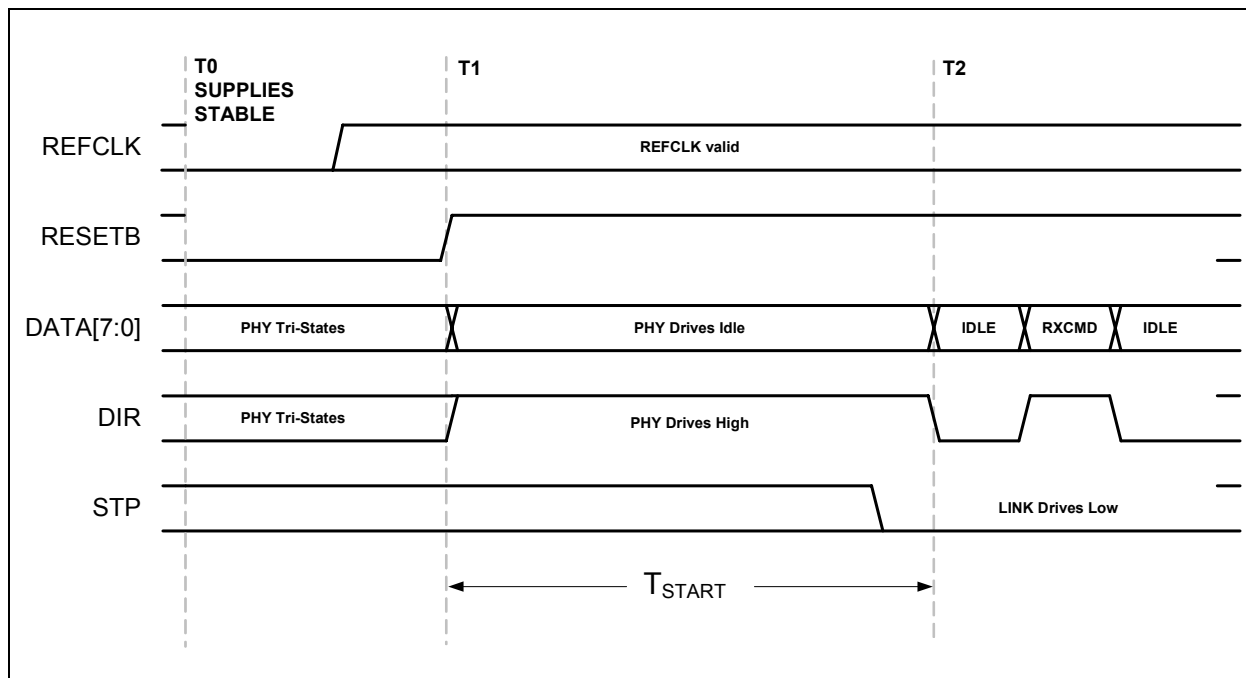 T0
SUPPLIES
STABLE
T1
T2
REFCLK
REFCLK valid
RESETB
DATA[7:0]
PHY Tri-States
PHY Drives Idle
IDLE
RXCMD
IDLE
DIR
PHY Tri-States
PHY Drives High
STP
LINK Drives Low
TSTART